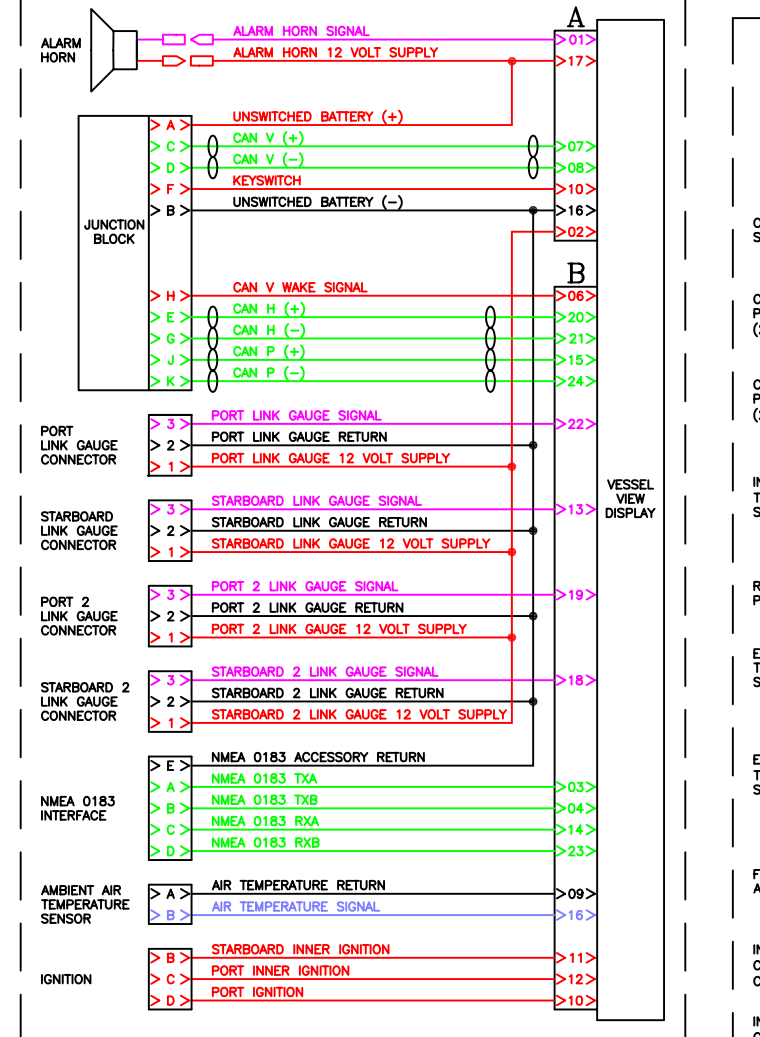 A
ALARM HORN SIGNAL
>01>
ALARM
HORN
ALARM HORN 12 VOLT SUPPLY
>17>
UNSWITCHED BATTERY (+)
> A >
CAN V (+)
> C >
>07>
CAN V (-)
> D >
>08>
KEYSWITCH
> F >
>10>
UNSWITCHED BATTERY (-)
> B >
>16>
JUNCTION
BLOCK
>02>
B
CAN V WAKE SIGNAL
> H >
>06>
CAN H (+)
> E >
>20>
CAN H (-)
> G >
>21>
CAN P (+)
> J >
>15>
CAN P (-)
> K >
>24>
PORT
LINK GAUGE
CONNECTOR
PORT LINK GAUGE SIGNAL
> 3 >
>22>
PORT LINK GAUGE RETURN
> 2 >
PORT LINK GAUGE 12 VOLT SUPPLY
> 1 >
VESSEL
VIEW
DISPLAY
STARBOARD
LINK GAUGE
CONNECTOR
STARBOARD LINK GAUGE SIGNAL
> 3 >
>13>
STARBOARD LINK GAUGE RETURN
> 2 >
STARBOARD LINK GAUGE 12 VOLT SUPPLY
> 1 >
PORT 2
LINK GAUGE
CONNECTOR
PORT 2 LINK GAUGE SIGNAL
> 3 >
>19>
PORT 2 LINK GAUGE RETURN
> 2 >
PORT 2 LINK GAUGE 12 VOLT SUPPLY
> 1 >
STARBOARD 2
LINK GAUGE
CONNECTOR
STARBOARD 2 LINK GAUGE SIGNAL
> 3 >
>18>
STARBOARD 2 LINK GAUGE RETURN
> 2 >
STARBOARD 2 LINK GAUGE 12 VOLT SUPPLY
> 1 >
NMEA 0183
INTERFACE
NMEA 0183 ACCESSORY RETURN
> E >
NMEA 0183 TXA
> A >
>03>
NMEA 0183 TXB
> B >
>04>
NMEA 0183 RXA
> C >
>14>
NMEA 0183 RXB
> D >
>23>
AMBIENT AIR
TEMPERATURE
SENSOR
AIR TEMPERATURE RETURN
> A >
>09>
AIR TEMPERATURE SIGNAL
> B >
>16>
IGNITION
STARBOARD INNER IGNITION
> B >
>11>
PORT INNER IGNITION
> C >
>12>
PORT IGNITION
> D >
>10>